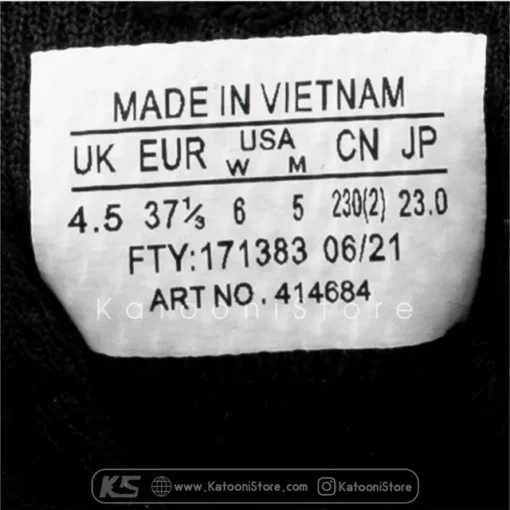 MADE IN VIETNAM
UK EUR USA CN JP
W M
4.5 37⅓ 6 5 230(2) 23.0
FTY:171383 06/21
ART NO. 414684
KatooniStore
KS www.KatooniStore.com KatooniStore